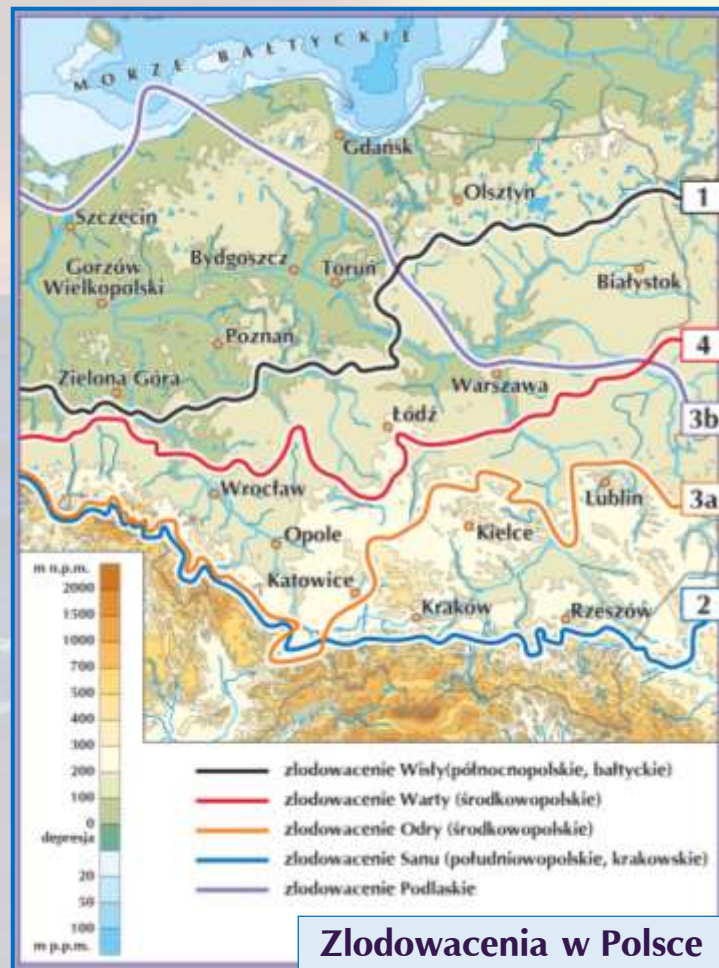 MORZE BAŁTYCKIE
Gdańsk
Olsztyn
1
Szczecin
Bydgoszcz
Toruń
Białystok
Gorzów
Wielkopolski
Poznań
4
Zielona Góra
Warszawa
Łódź
3b
Wrocław
Lublin
3a
Opole
Kielce
Katowice
Kraków
Rzeszów
2
m n.p.m.
2000
1500
1000
700
500
400
300
200
100
0
depresja
20
50
100
m p.p.m.
zlodowacenie Wisły(północnopolskie, bałtyckie)
zlodowacenie Warty (środkowopolskie)
zlodowacenie Odry (środkowopolskie)
zlodowacenie Sanu (południowopolskie, krakowskie)
zlodowacenie Podlaskie
Zlodowacenia w Polsce